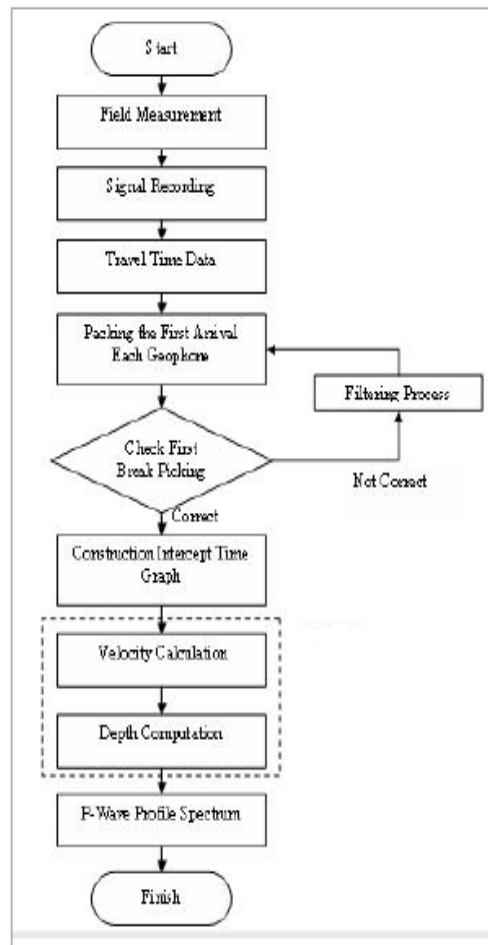 Start
Field Measurement
Signal Recording
Travel Time Data
Packing the First Arrival
Each Geophone
Filtering Process
Check First
Break Picking
Not Correct
Correct
Construction Intercept Time
Graph
Velocity Calculation
Depth Computation
P-Wave Profile Spectrum
Finish